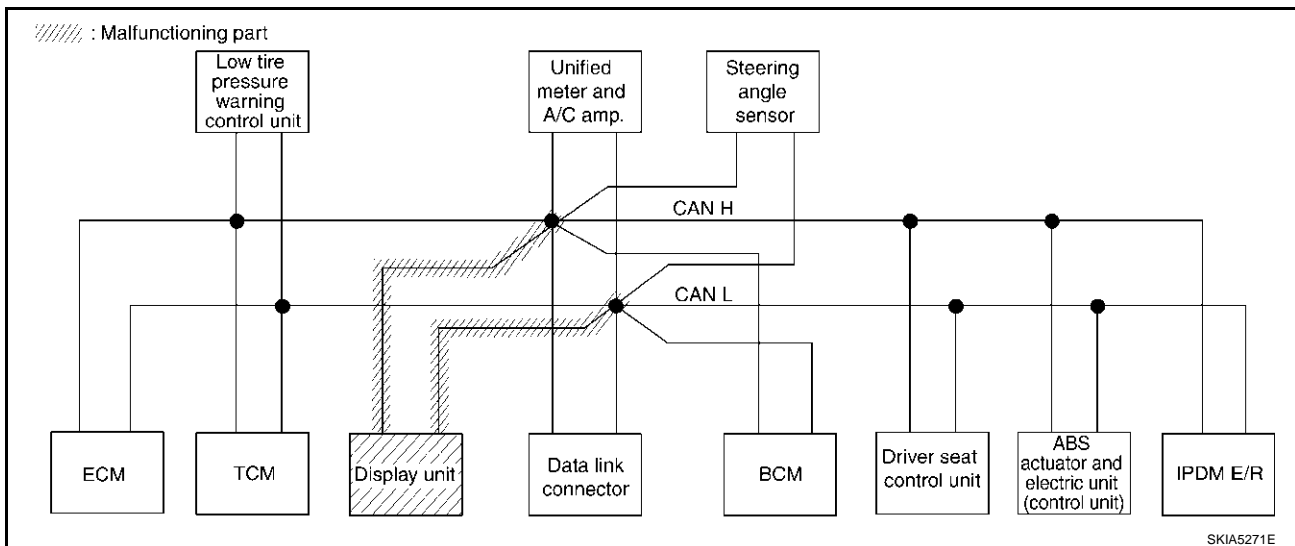 : Malfunctioning part
Low tire
pressure
warning
control unit
Unified
meter and
A/C amp.
Steering
angle
sensor
CAN H
CAN L
ECM
TCM
Display unit
Data link
connector
BCM
Driver seat
control unit
ABS
actuator and
electric unit
(control unit)
IPDM E/R
SKIA5271E